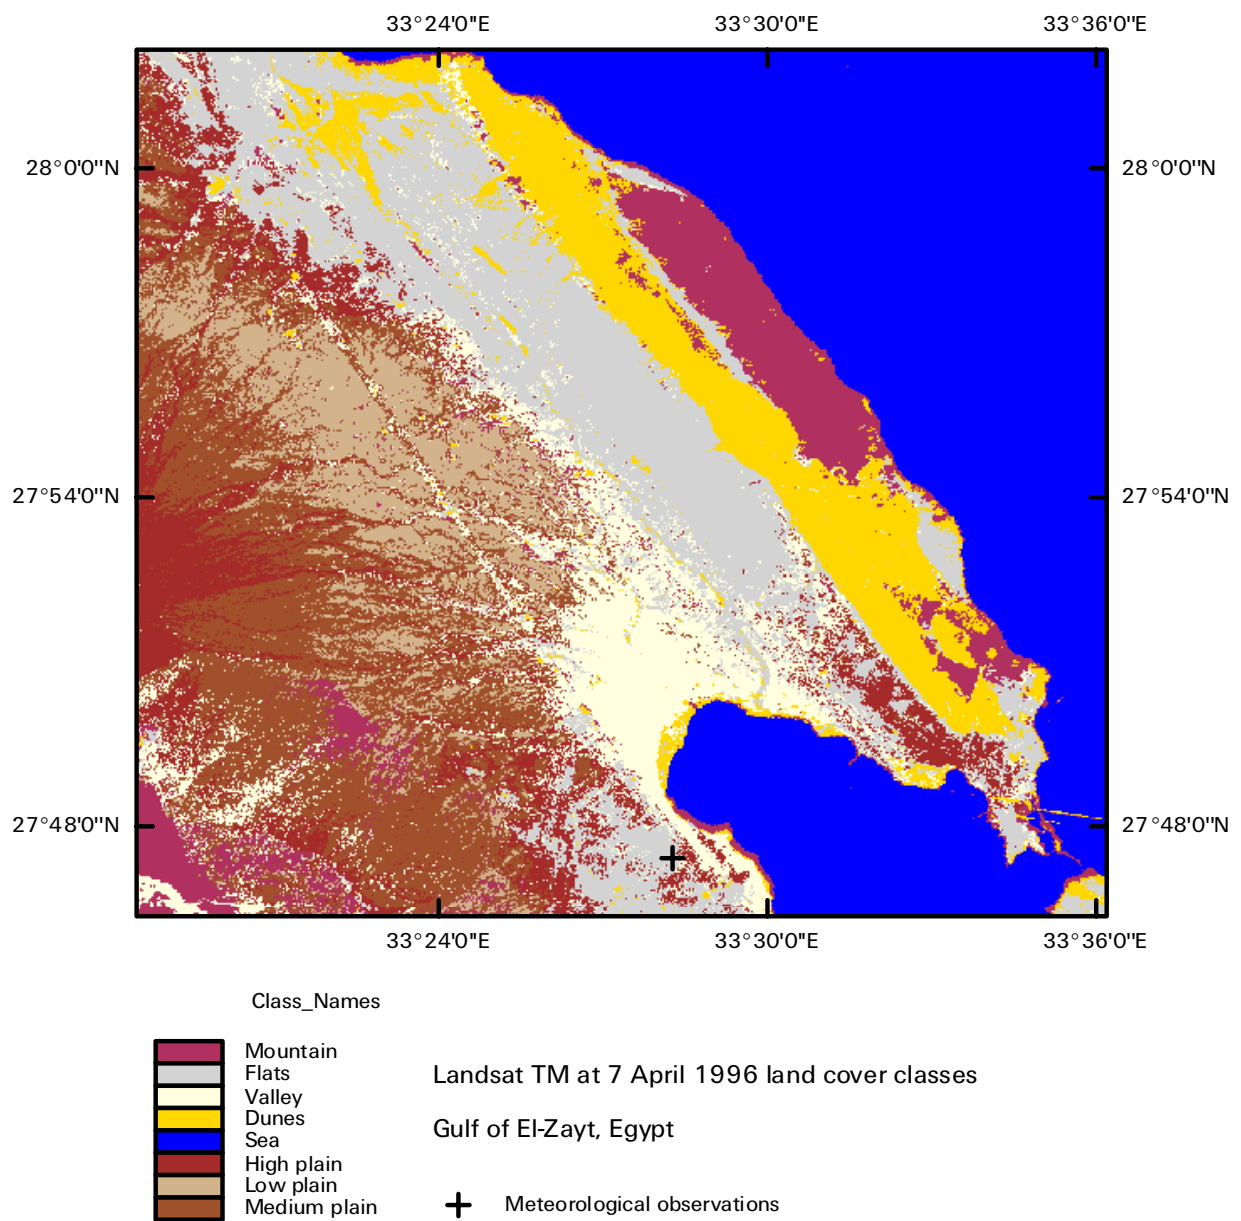 33°24'0"E 33°30'0"E 33°36'0"E
28°0'0"N 28°0'0"N
27°54'0"N 27°54'0"N
27°48'0"N 27°48'0"N
33°24'0"E 33°30'0"E 33°36'0"E
Class_Names
Mountain
Flats
Valley
Dunes
Sea
High plain
Low plain
Medium plain
Landsat TM at 7 April 1996 land cover classes
Gulf of El-Zayt, Egypt
Meteorological observations